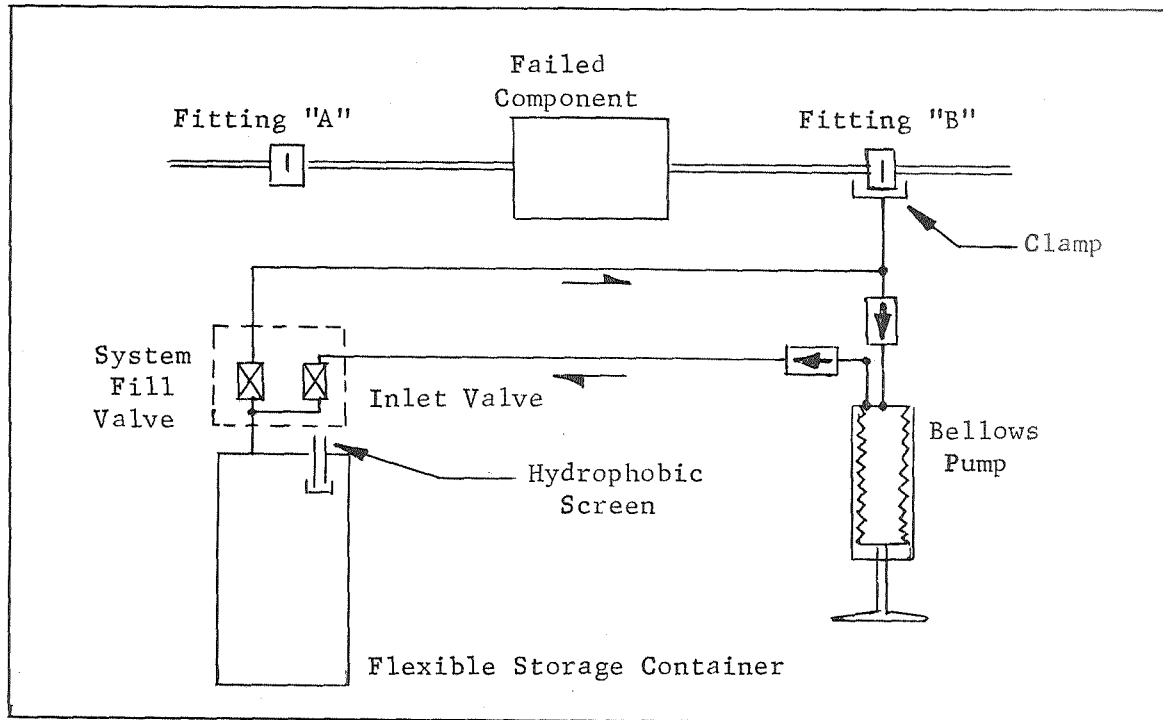 Failed
Component
Fitting "A"
Fitting "B"
Clamp
System
Fill
Valve
Inlet Valve
Hydrophobic
Screen
Bellows
Pump
Flexible Storage Container